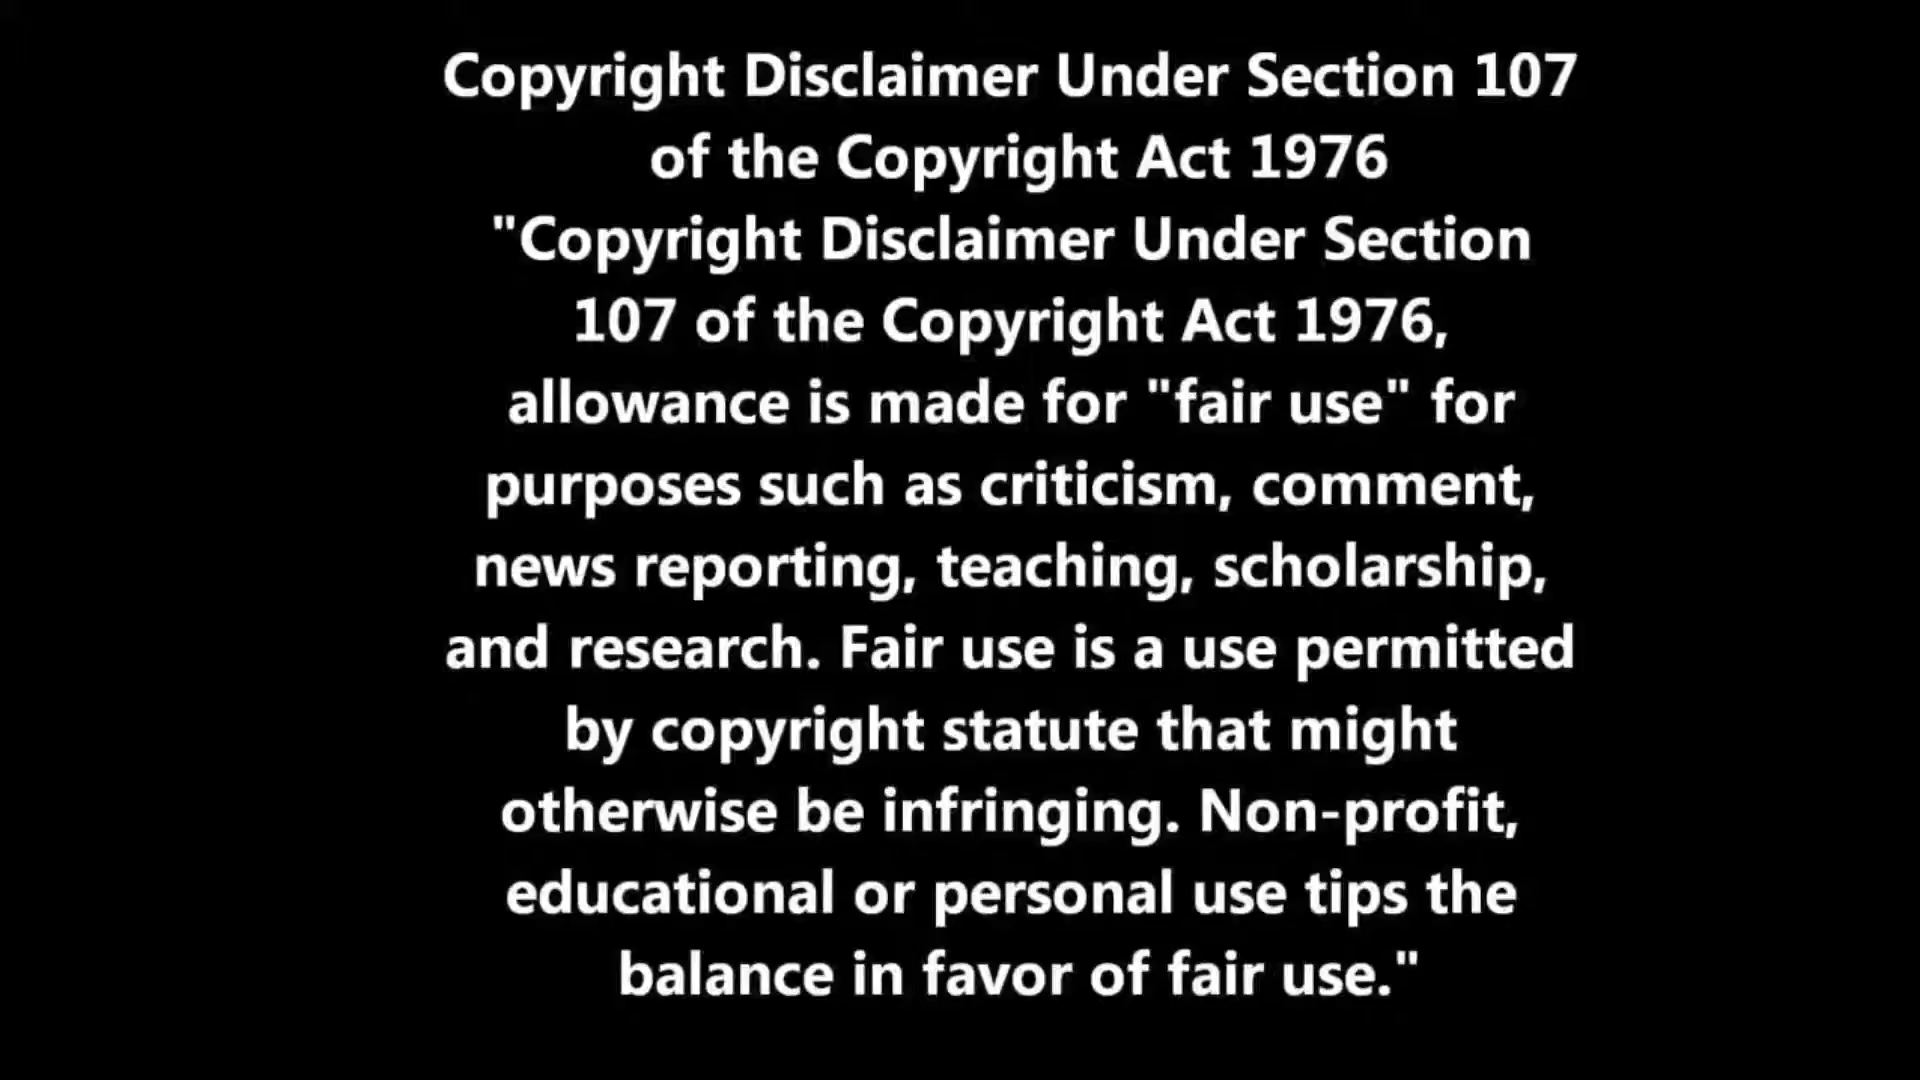 Copyright Disclaimer Under Section 107
of the Copyright Act 1976
"Copyright Disclaimer Under Section
107 of the Copyright Act 1976,
allowance is made for "fair use" for
purposes such as criticism, comment,
news reporting, teaching, scholarship,
and research. Fair use is a use permitted
by copyright statute that might
otherwise be infringing. Non-profit,
educational or personal use tips the
balance in favor of fair use."